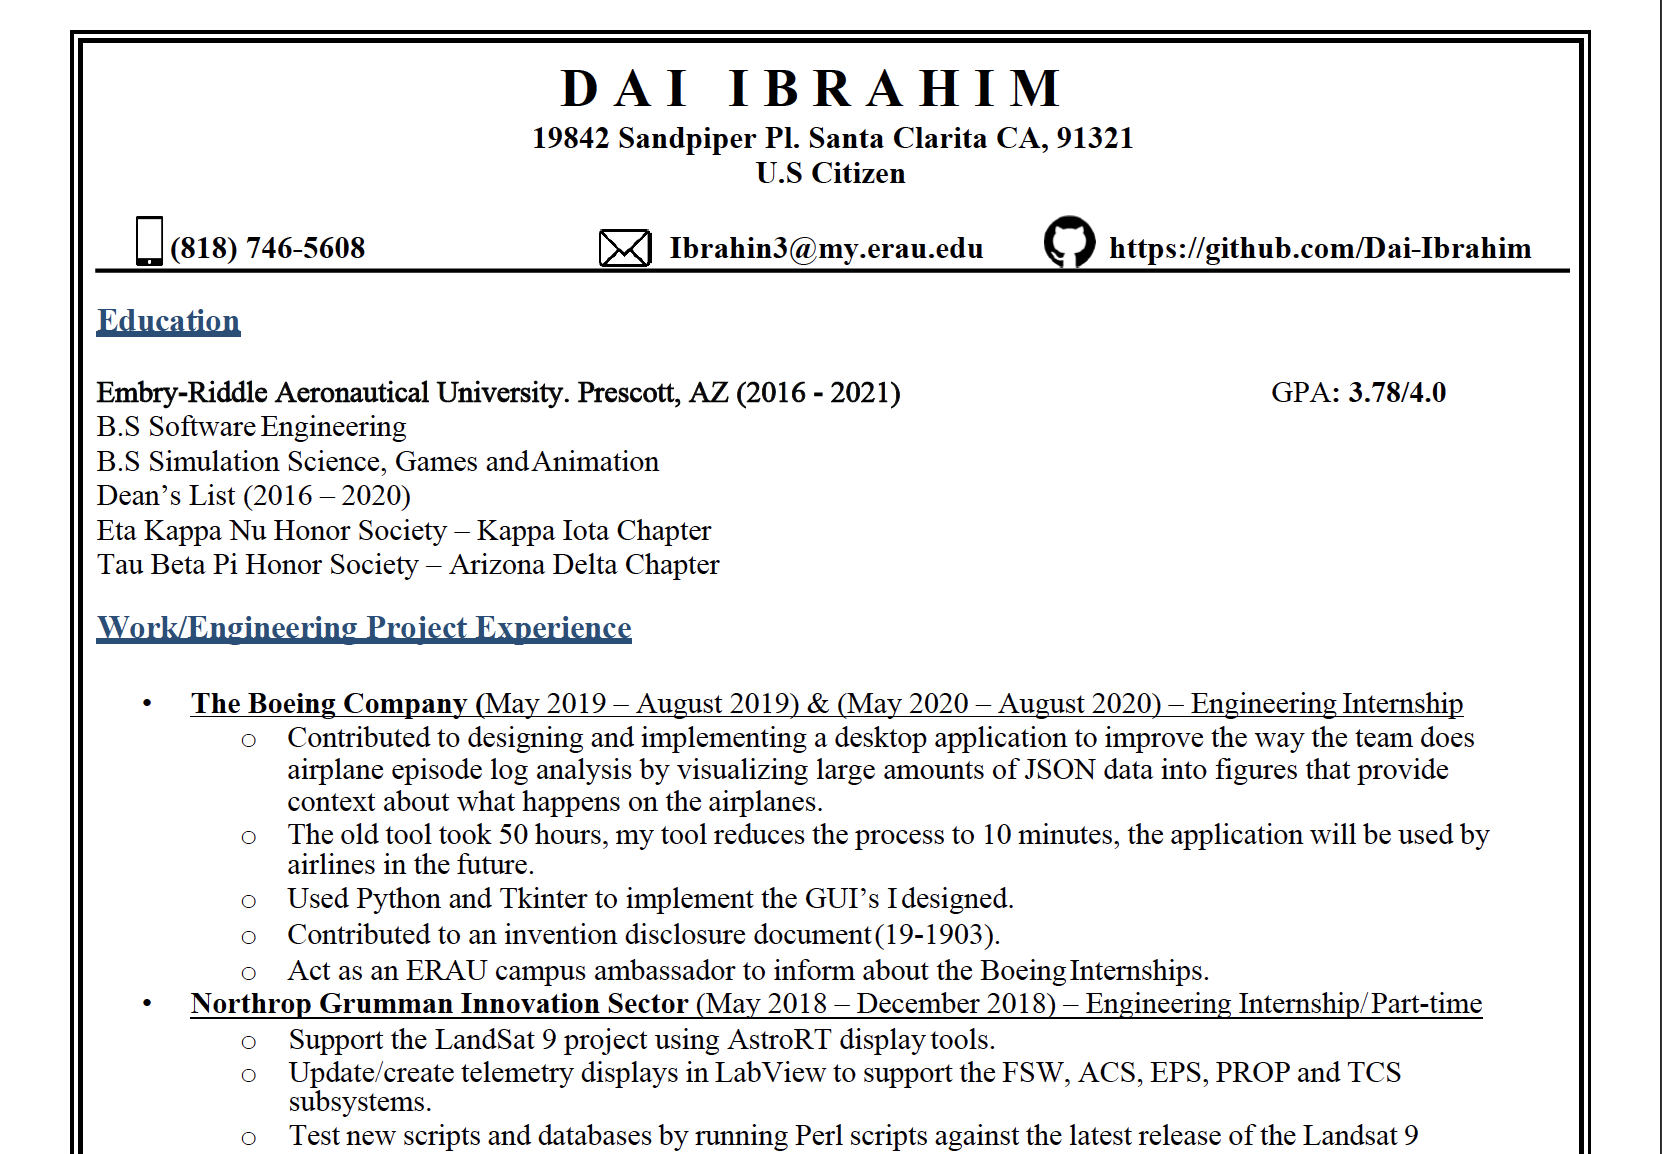 DAI IBRAHIM
19842 Sandpiper Pl. Santa Clarita CA, 91321
U.S Citizen
(818) 746-5608 Ibrahin3@my.erau.edu https://github.com/Dai-Ibrahim
Education
Embry-Riddle Aeronautical University. Prescott, AZ (2016 - 2021) GPA: 3.78/4.0
B.S Software Engineering
B.S Simulation Science, Games and Animation
Dean’s List (2016 – 2020)
Eta Kappa Nu Honor Society – Kappa Iota Chapter
Tau Beta Pi Honor Society – Arizona Delta Chapter
Work/Engineering Project Experience
• The Boeing Company (May 2019 – August 2019) & (May 2020 – August 2020) – Engineering Internship
o Contributed to designing and implementing a desktop application to improve the way the team does
airplane episode log analysis by visualizing large amounts of JSON data into figures that provide
context about what happens on the airplanes.
o The old tool took 50 hours, my tool reduces the process to 10 minutes, the application will be used by
airlines in the future.
o Used Python and Tkinter to implement the GUI’s I designed.
o Contributed to an invention disclosure document (19-1903).
o Act as an ERAU campus ambassador to inform about the Boeing Internships.
• Northrop Grumman Innovation Sector (May 2018 – December 2018) – Engineering Internship/Part-time
o Support the LandSat 9 project using AstroRT display tools.
o Update/create telemetry displays in LabView to support the FSW, ACS, EPS, PROP and TCS
subsystems.
o Test new scripts and databases by running Perl scripts against the latest release of the Landsat 9